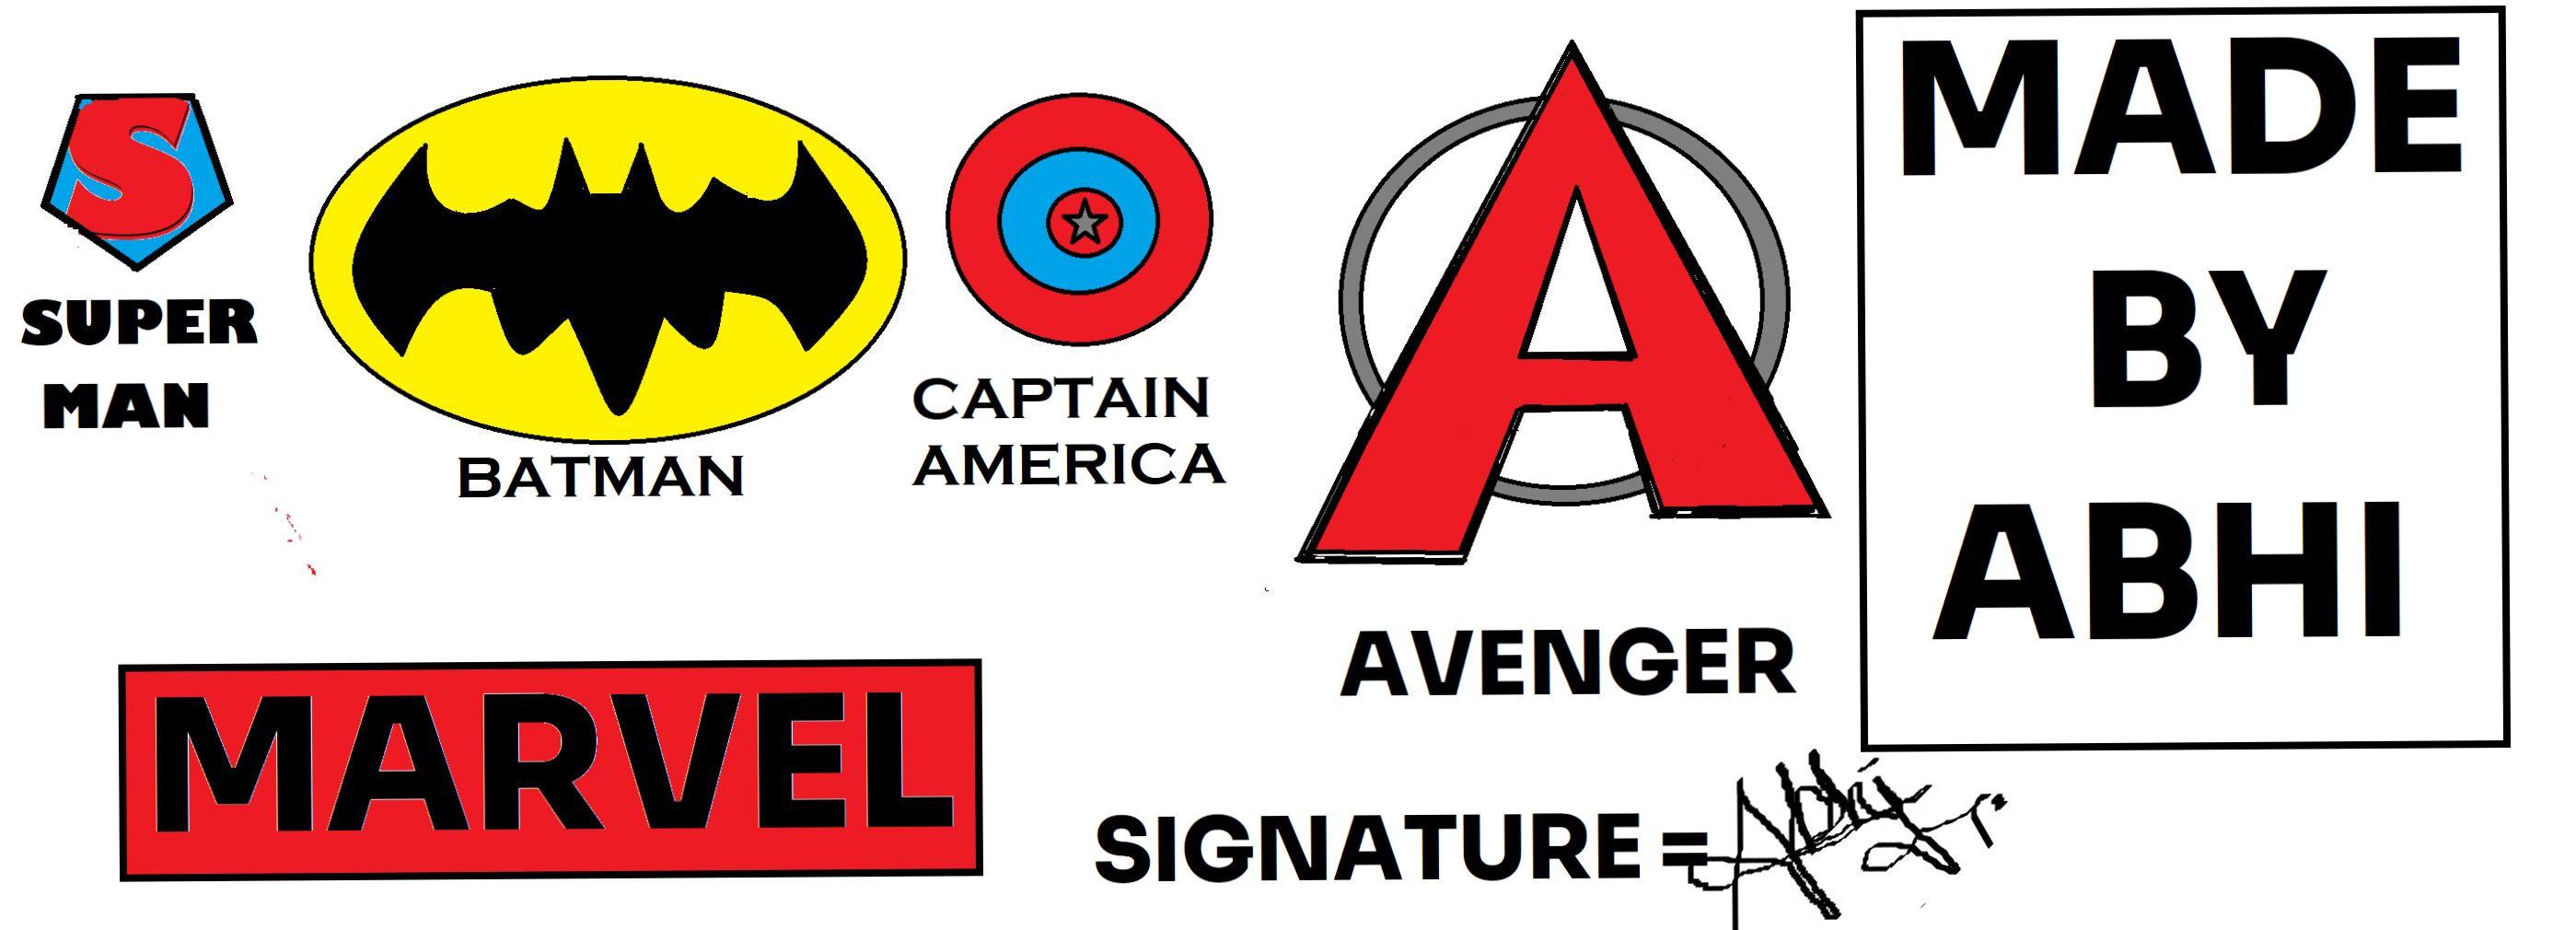 S
SUPER
MAN
BATMAN
CAPTAIN
AMERICA
A
AVENGER
MADE
BY
ABHI
MARVEL
SIGNATURE =